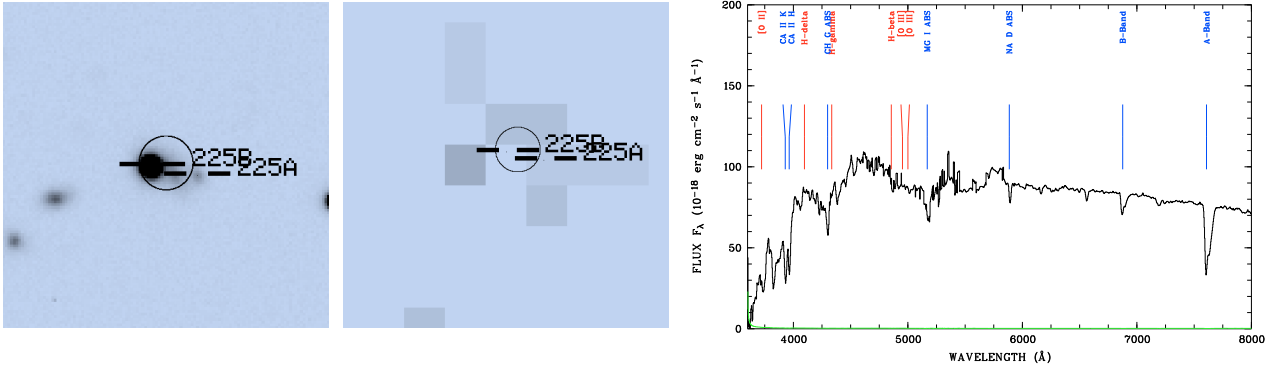 225B
225A
225B
225A
[O II]
CA II K
CA II H
H-delta
CH G ABS
H-gamma
H-beta
[O III]
[O III]
MG I ABS
NA D ABS
B-Band
A-Band
200
150
100
50
0
FLUX Fλ (10⁻¹⁸ erg cm⁻² s⁻¹ Å⁻¹)
4000 5000 6000 7000 8000
WAVELENGTH (Å)